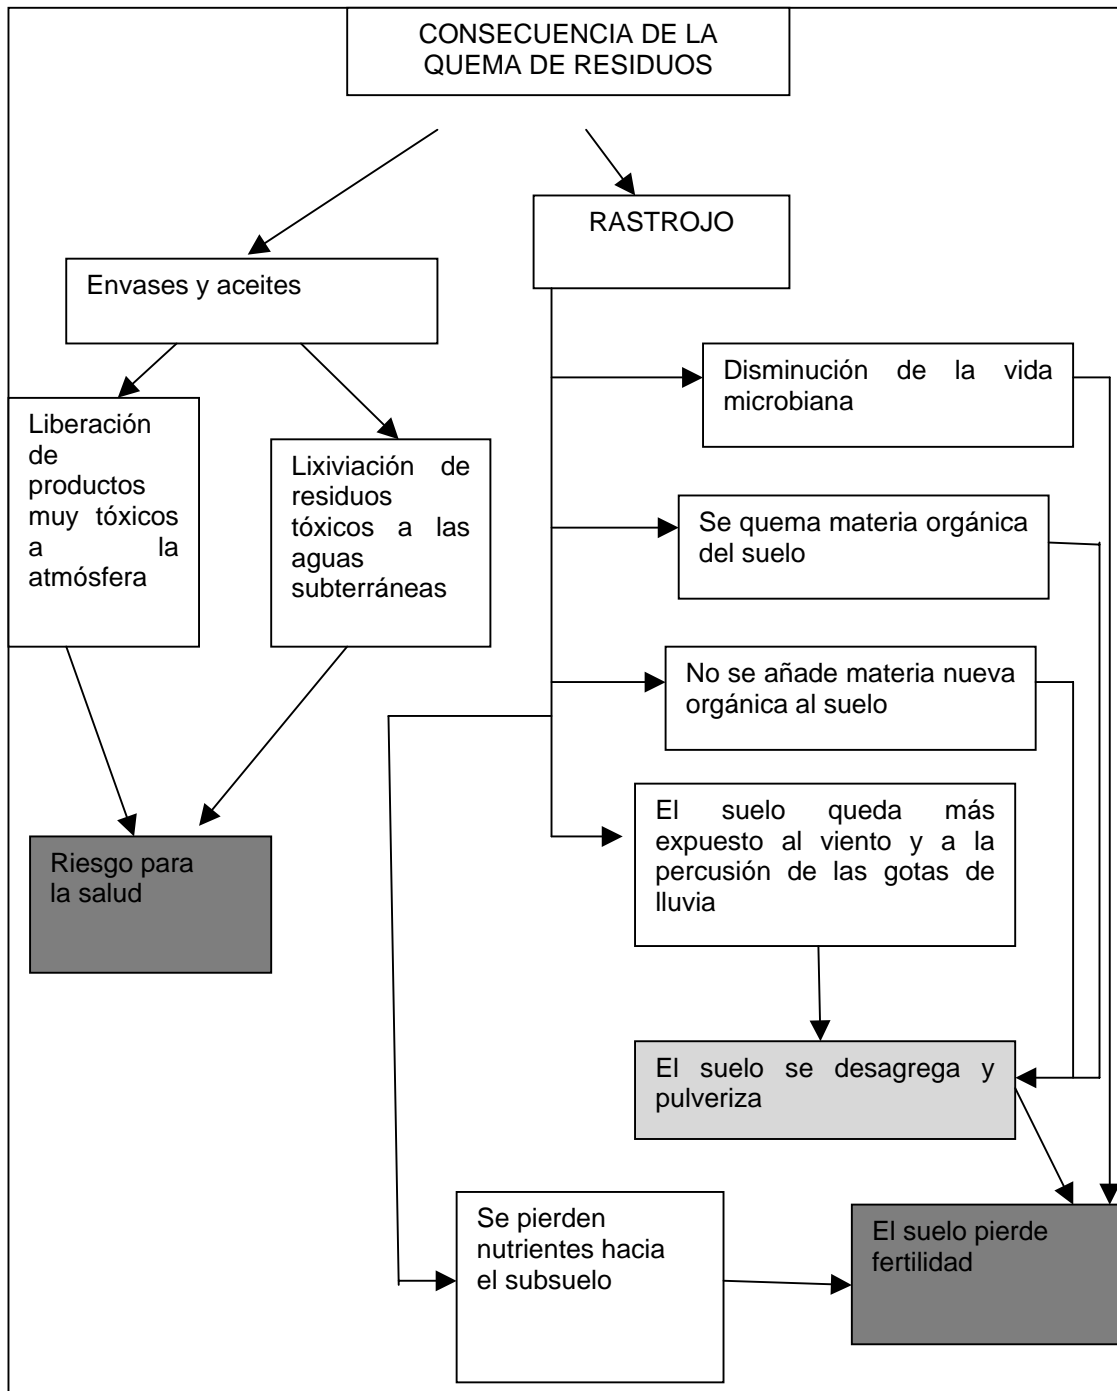 CONSECUENCIA DE LA
QUEMA DE RESIDUOS
RASTROJO
Envases y aceites
Disminución de la vida
microbiana
Liberación
de
productos
muy tóxicos
a la
atmósfera
Lixiviación de
residuos
tóxicos a las
aguas
subterráneas
Se quema materia orgánica
del suelo
No se añade materia nueva
orgánica al suelo
El suelo queda más
expuesto al viento y a la
percusión de las gotas de
lluvia
Riesgo para
la salud
El suelo se desagrega y
pulveriza
Se pierden
nutrientes hacia
el subsuelo
El suelo pierde
fertilidad